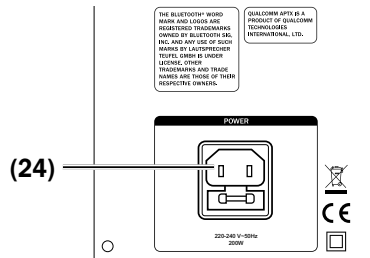 THE BLUETOOTH® WORD
MARK AND LOGOS ARE
REGISTERED TRADEMARKS
OWNED BY BLUETOOTH SIG,
INC. AND ANY USE OF SUCH
MARKS BY LAUTSPRECHER
TEUFEL GMBH IS UNDER
LICENSE, OTHER
TRADEMARKS AND TRADE
NAMES ARE THOSE OF THEIR
RESPECTIVE OWNERS.
QUALCOMM APTX IS A
PRODUCT OF QUALCOMM
TECHNOLOGIES
INTERNATIONAL, LTD.
POWER
(24)
220-240 V~50Hz
200W
CE